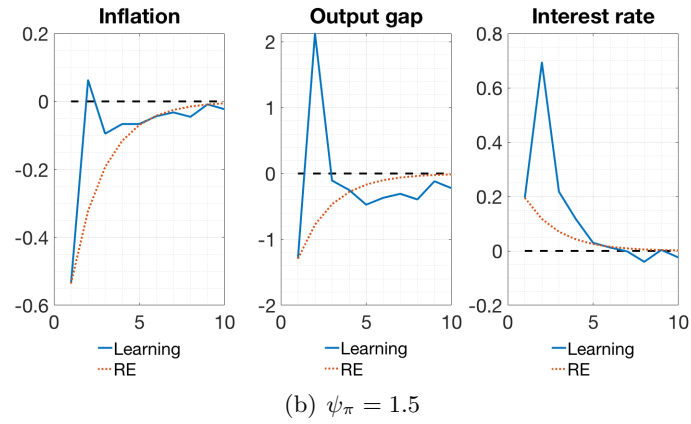 Inflation
0.2
0
-0.2
-0.4
-0.6
0
5
10
Learning
RE
Output gap
2
1
0
-1
-2
0
5
10
Learning
RE
Interest rate
0.8
0.6
0.4
0.2
0
-0.2
0
5
10
Learning
RE
(b) ψπ = 1.5